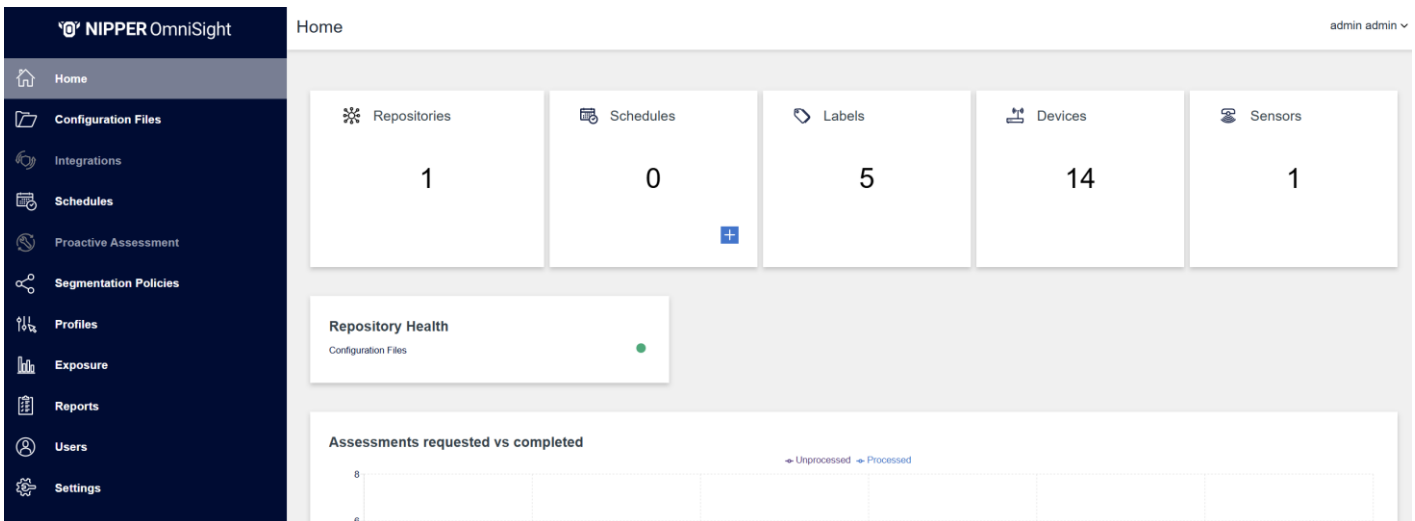 NIPPER OmniSight
Home
admin admin
Home
Configuration Files
Integrations
Schedules
Proactive Assessment
Segmentation Policies
Profiles
Exposure
Reports
Users
Settings
Repositories
1
Schedules
0
Labels
5
Devices
14
Sensors
1
Repository Health
Configuration Files
Assessments requested vs completed
Unprocessed Processed
8
6